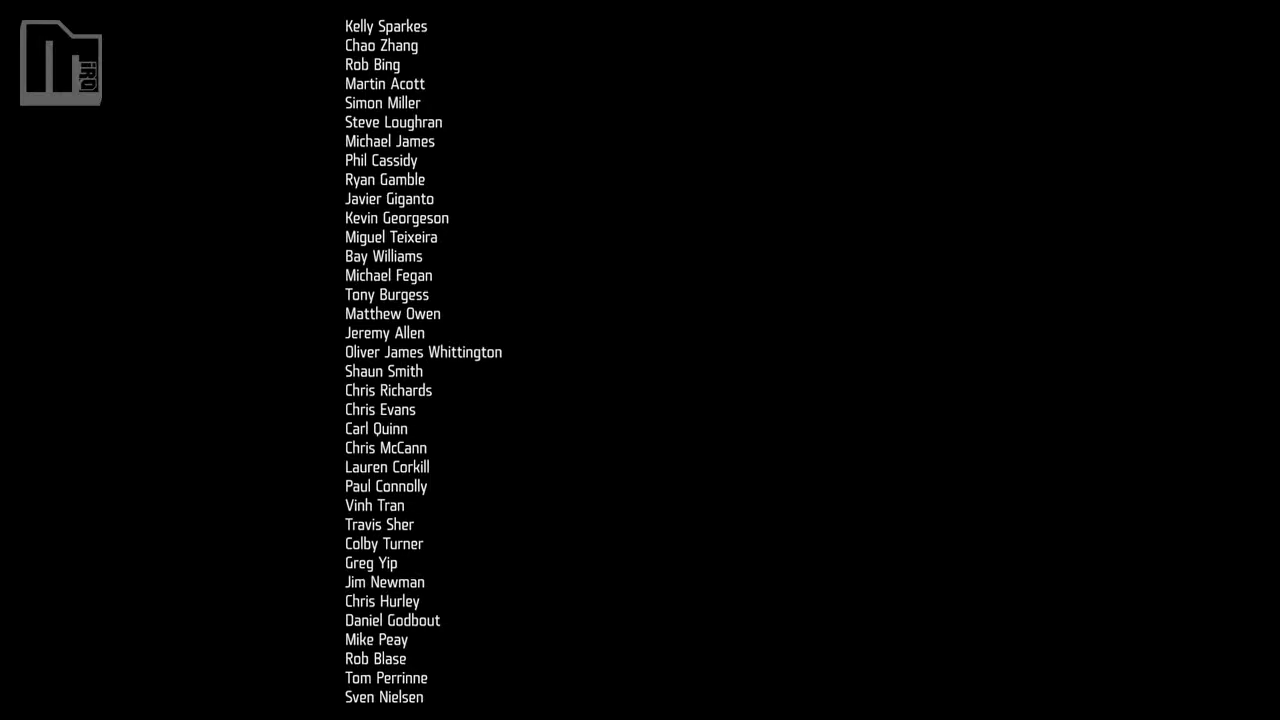 Kelly Sparkes
Chao Zhang
Rob Bing
Martin Acott
Simon Miller
Steve Loughran
Michael James
Phil Cassidy
Ryan Gamble
Javier Giganto
Kevin Georgeson
Miguel Teixeira
Bay Williams
Michael Fegan
Tony Burgess
Matthew Owen
Jeremy Allen
Oliver James Whittington
Shaun Smith
Chris Richards
Chris Evans
Carl Quinn
Chris McCann
Lauren Corkill
Paul Connolly
Vinh Tran
Travis Sher
Colby Turner
Greg Yip
Jim Newman
Chris Hurley
Daniel Godbout
Mike Peay
Rob Blase
Tom Perrinne
Sven Nielsen